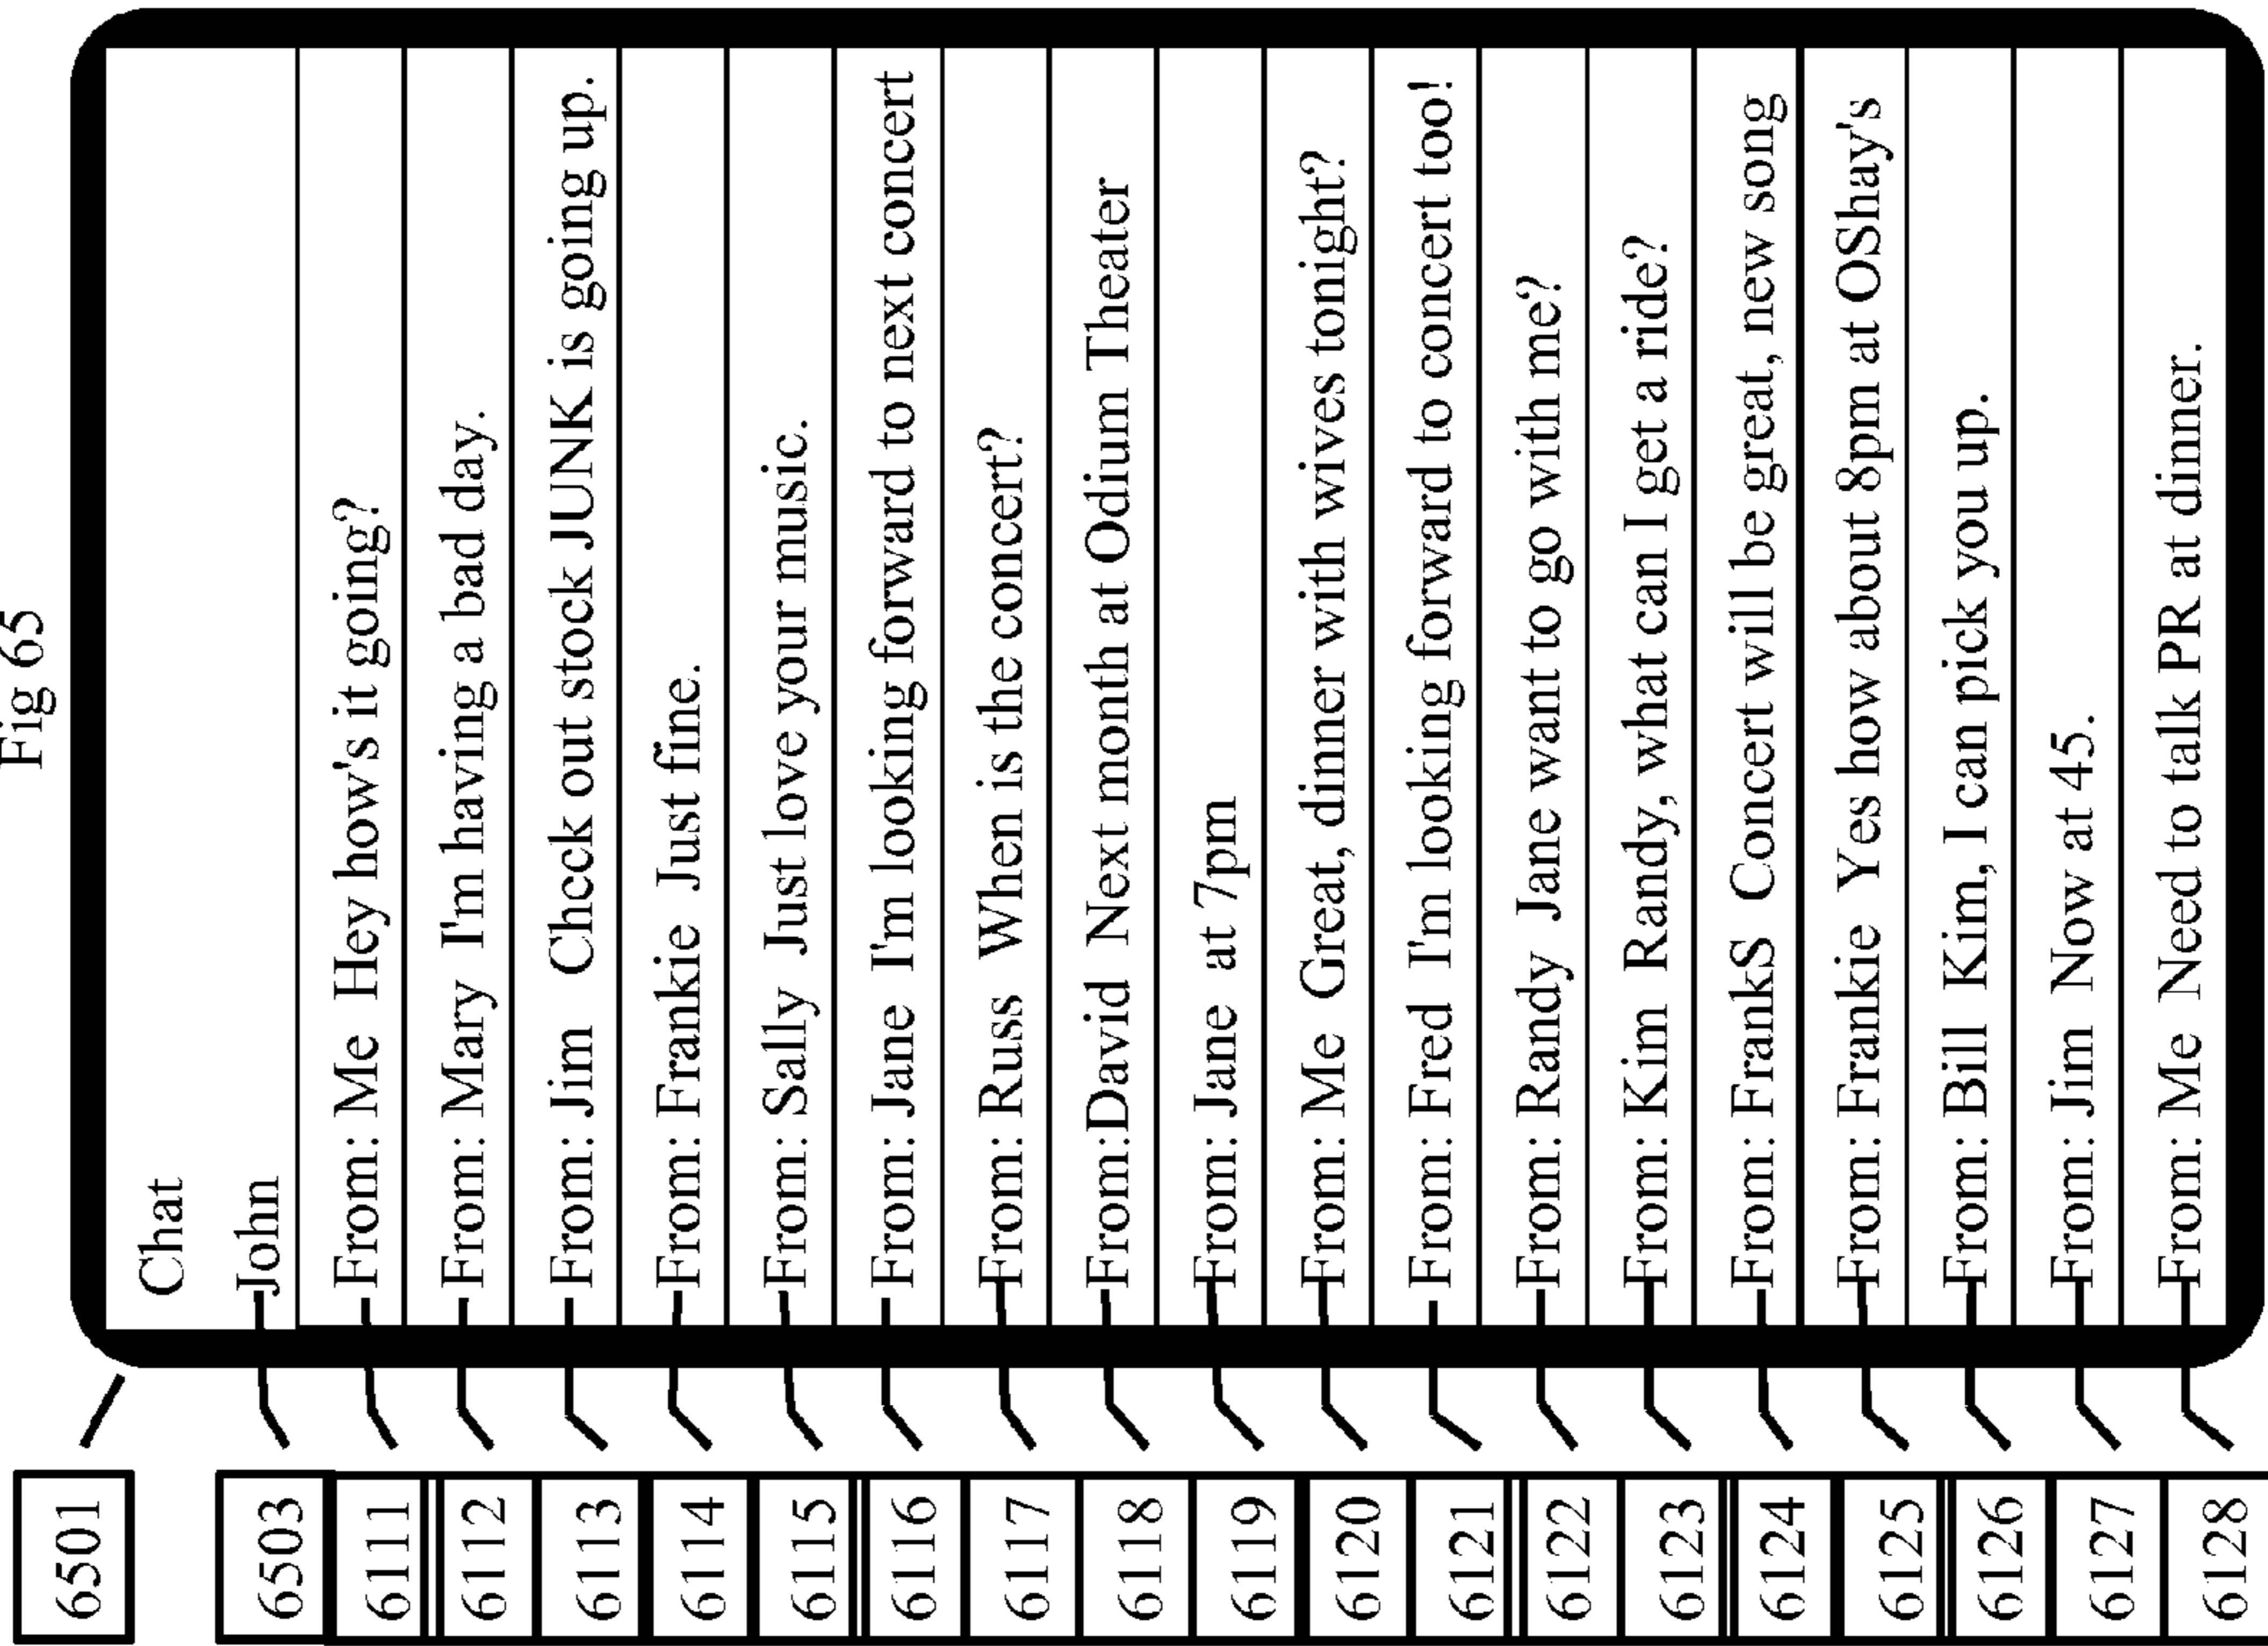 Fig 65
6501
Chat
6503 John
6111 From: Me Hey how's it going?
6112 From: Mary I'm having a bad day.
6113 From: Jim Check out stock JUNK is going up.
6114 From: Frankie Just fine.
6115 From: Sally Just love your music.
6116 From: Jane I'm looking forward to next concert
6117 From: Russ When is the concert?
6118 From:David Next month at Odium Theater
6119 From: Jane at 7pm
6120 From: Me Great, dinner with wives tonight?
6121 From: Fred I'm looking forward to concert too!
6122 From: Randy Jane want to go with me?
6123 From: Kim Randy, what can I get a ride?
6124 From: FrankS Concert will be great, new song
6125 From: Frankie Yes how about 8pm at OShay's
6126 From: Bill Kim, I can pick you up.
6127 From: Jim Now at 45.
6128 From: Me Need to talk PR at dinner.